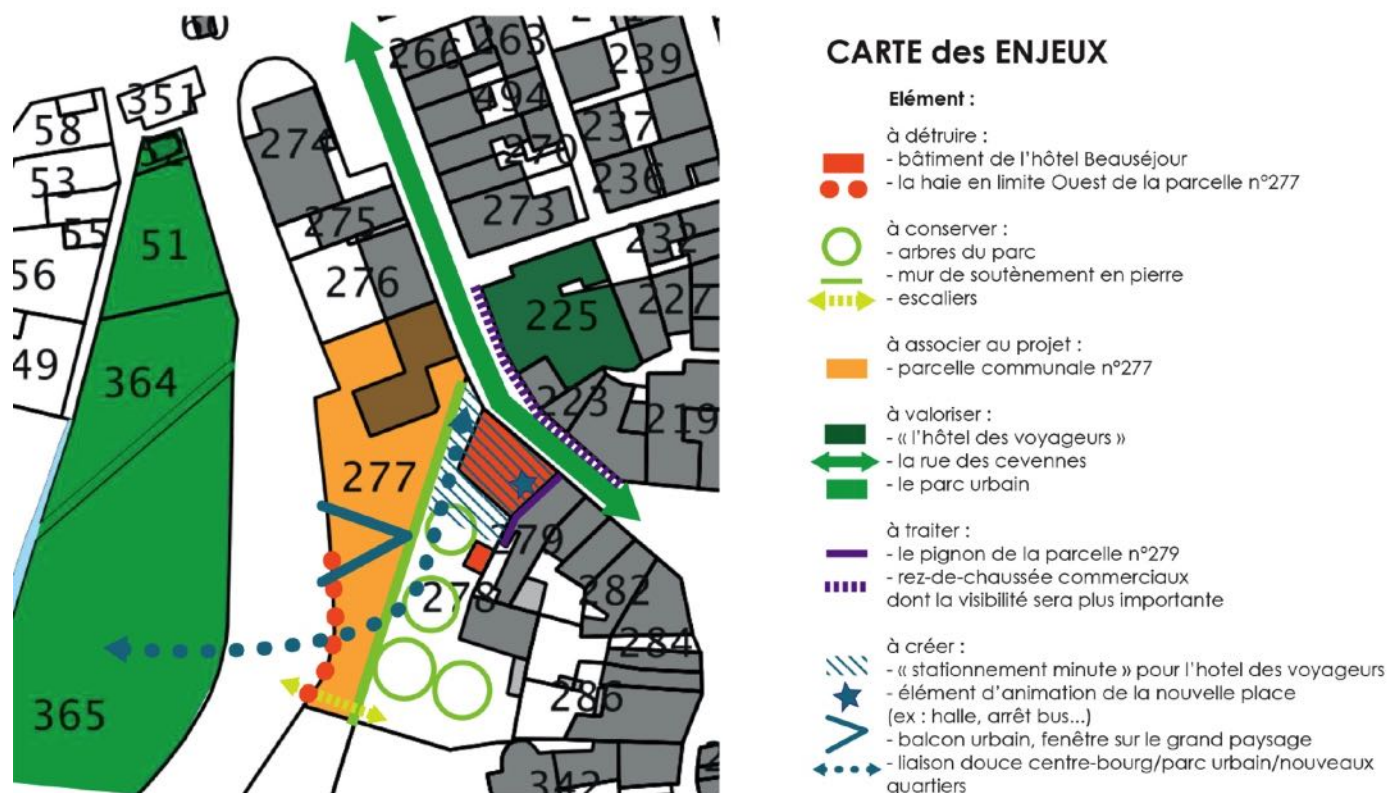 60
351
58
53
55
56
49
51
52
364
365
274
275
276
277
266
263
494
270
273
239
237
236
232
227
225
223
219
279
278
282
284
286
342
CARTE des ENJEUX
Elément :
à détruire :
- bâtiment de l'hôtel Beauséjour
- la haie en limite Ouest de la parcelle n°277
à conserver :
- arbres du parc
- mur de soutènement en pierre
- escaliers
à associer au projet :
- parcelle communale n°277
à valoriser :
- « l'hôtel des voyageurs »
- la rue des cevennes
- le parc urbain
à traiter :
- le pignon de la parcelle n°279
- rez-de-chaussée commerciaux
dont la visibilité sera plus importante
à créer :
- « stationnement minute » pour l'hotel des voyageurs
- élément d'animation de la nouvelle place
(ex : halle, arrêt bus...)
- balcon urbain, fenêtre sur le grand paysage
- liaison douce centre-bourg/parc urbain/nouveaux
quartiers